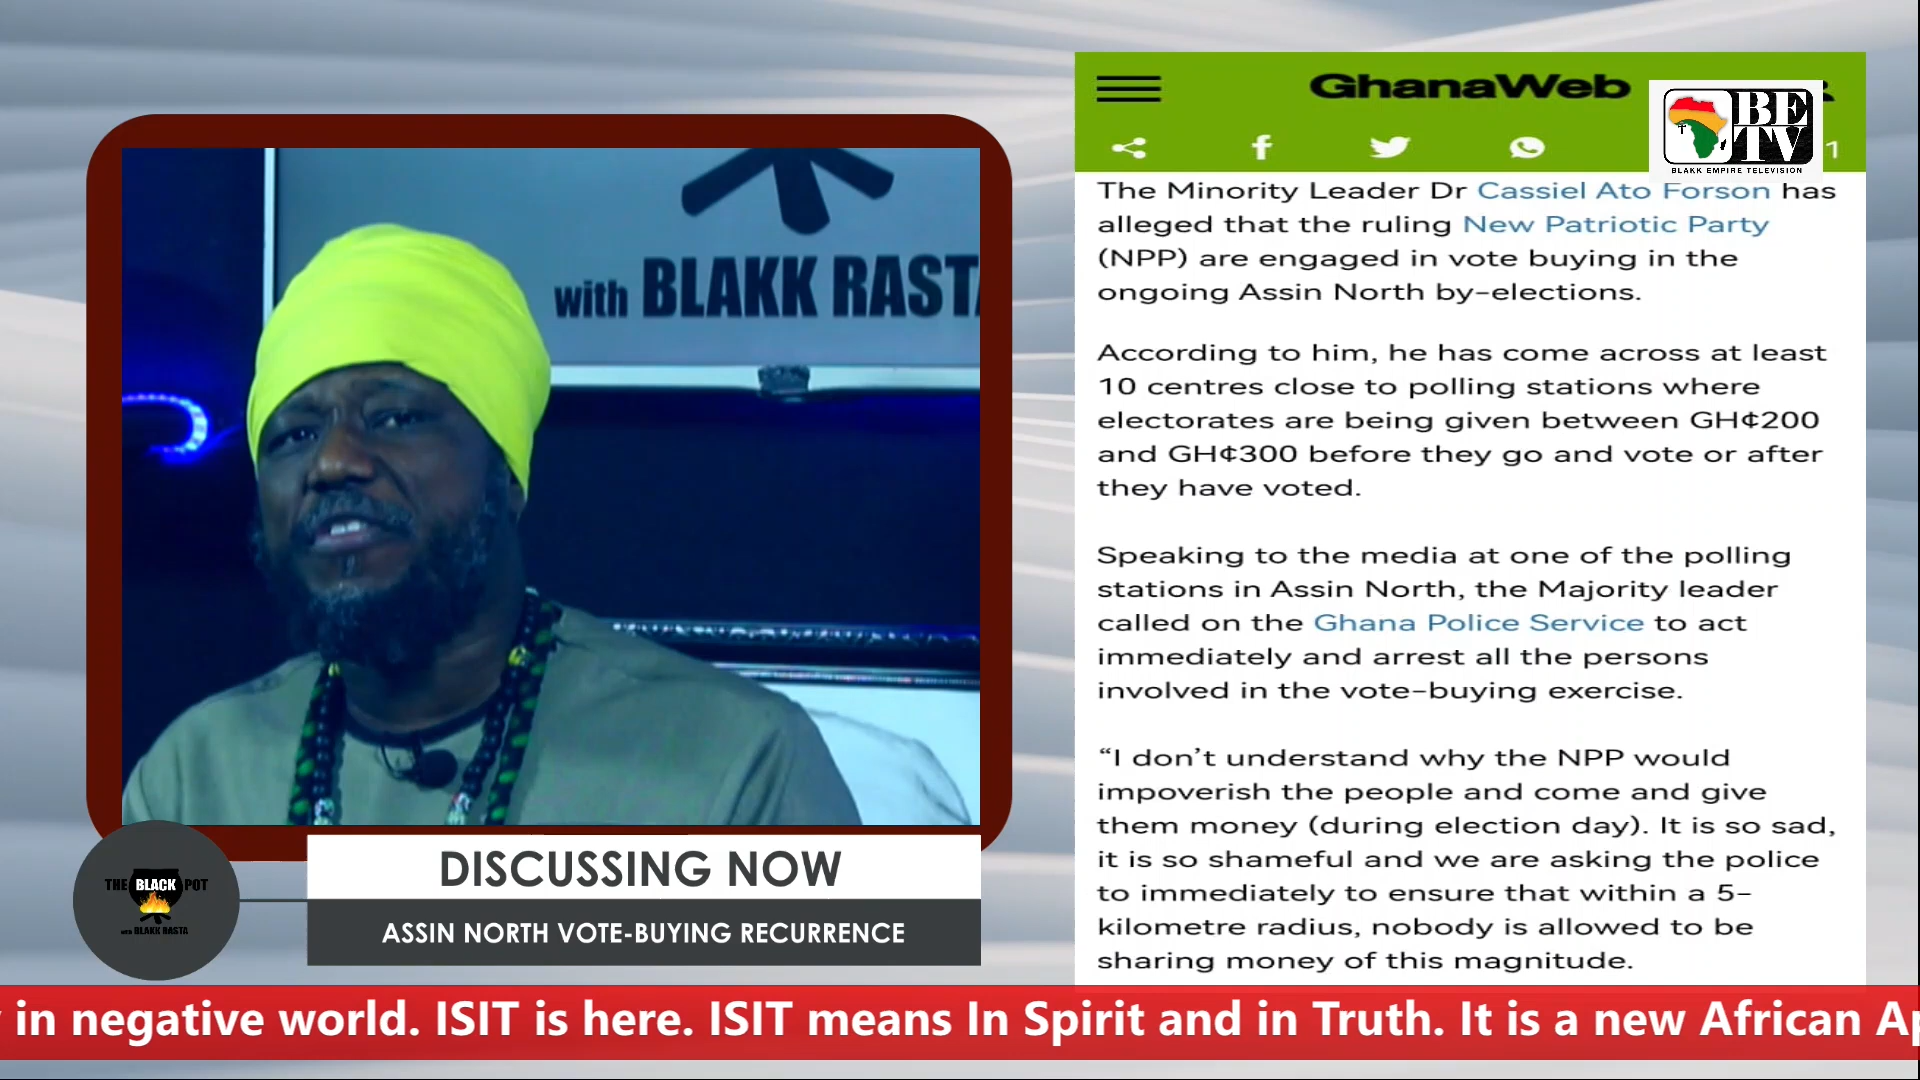 with BLAKK RASTA
DISCUSSING NOW
ASSIN NORTH VOTE-BUYING RECURRENCE
THE BLACK POT
with BLAKK RASTA
GhanaWeb
1
BE
TV
BLAKK EMPIRE TELEVISION
The Minority Leader Dr Cassiel Ato Forson has
alleged that the ruling New Patriotic Party
(NPP) are engaged in vote buying in the
ongoing Assin North by-elections.
According to him, he has come across at least
10 centres close to polling stations where
electorates are being given between GH¢200
and GH¢300 before they go and vote or after
they have voted.
Speaking to the media at one of the polling
stations in Assin North, the Majority leader
called on the Ghana Police Service to act
immediately and arrest all the persons
involved in the vote-buying exercise.
“I don’t understand why the NPP would
impoverish the people and come and give
them money (during election day). It is so sad,
it is so shameful and we are asking the police
to immediately to ensure that within a 5-
kilometre radius, nobody is allowed to be
sharing money of this magnitude.
in negative world. ISIT is here. ISIT means In Spirit and in Truth. It is a new African